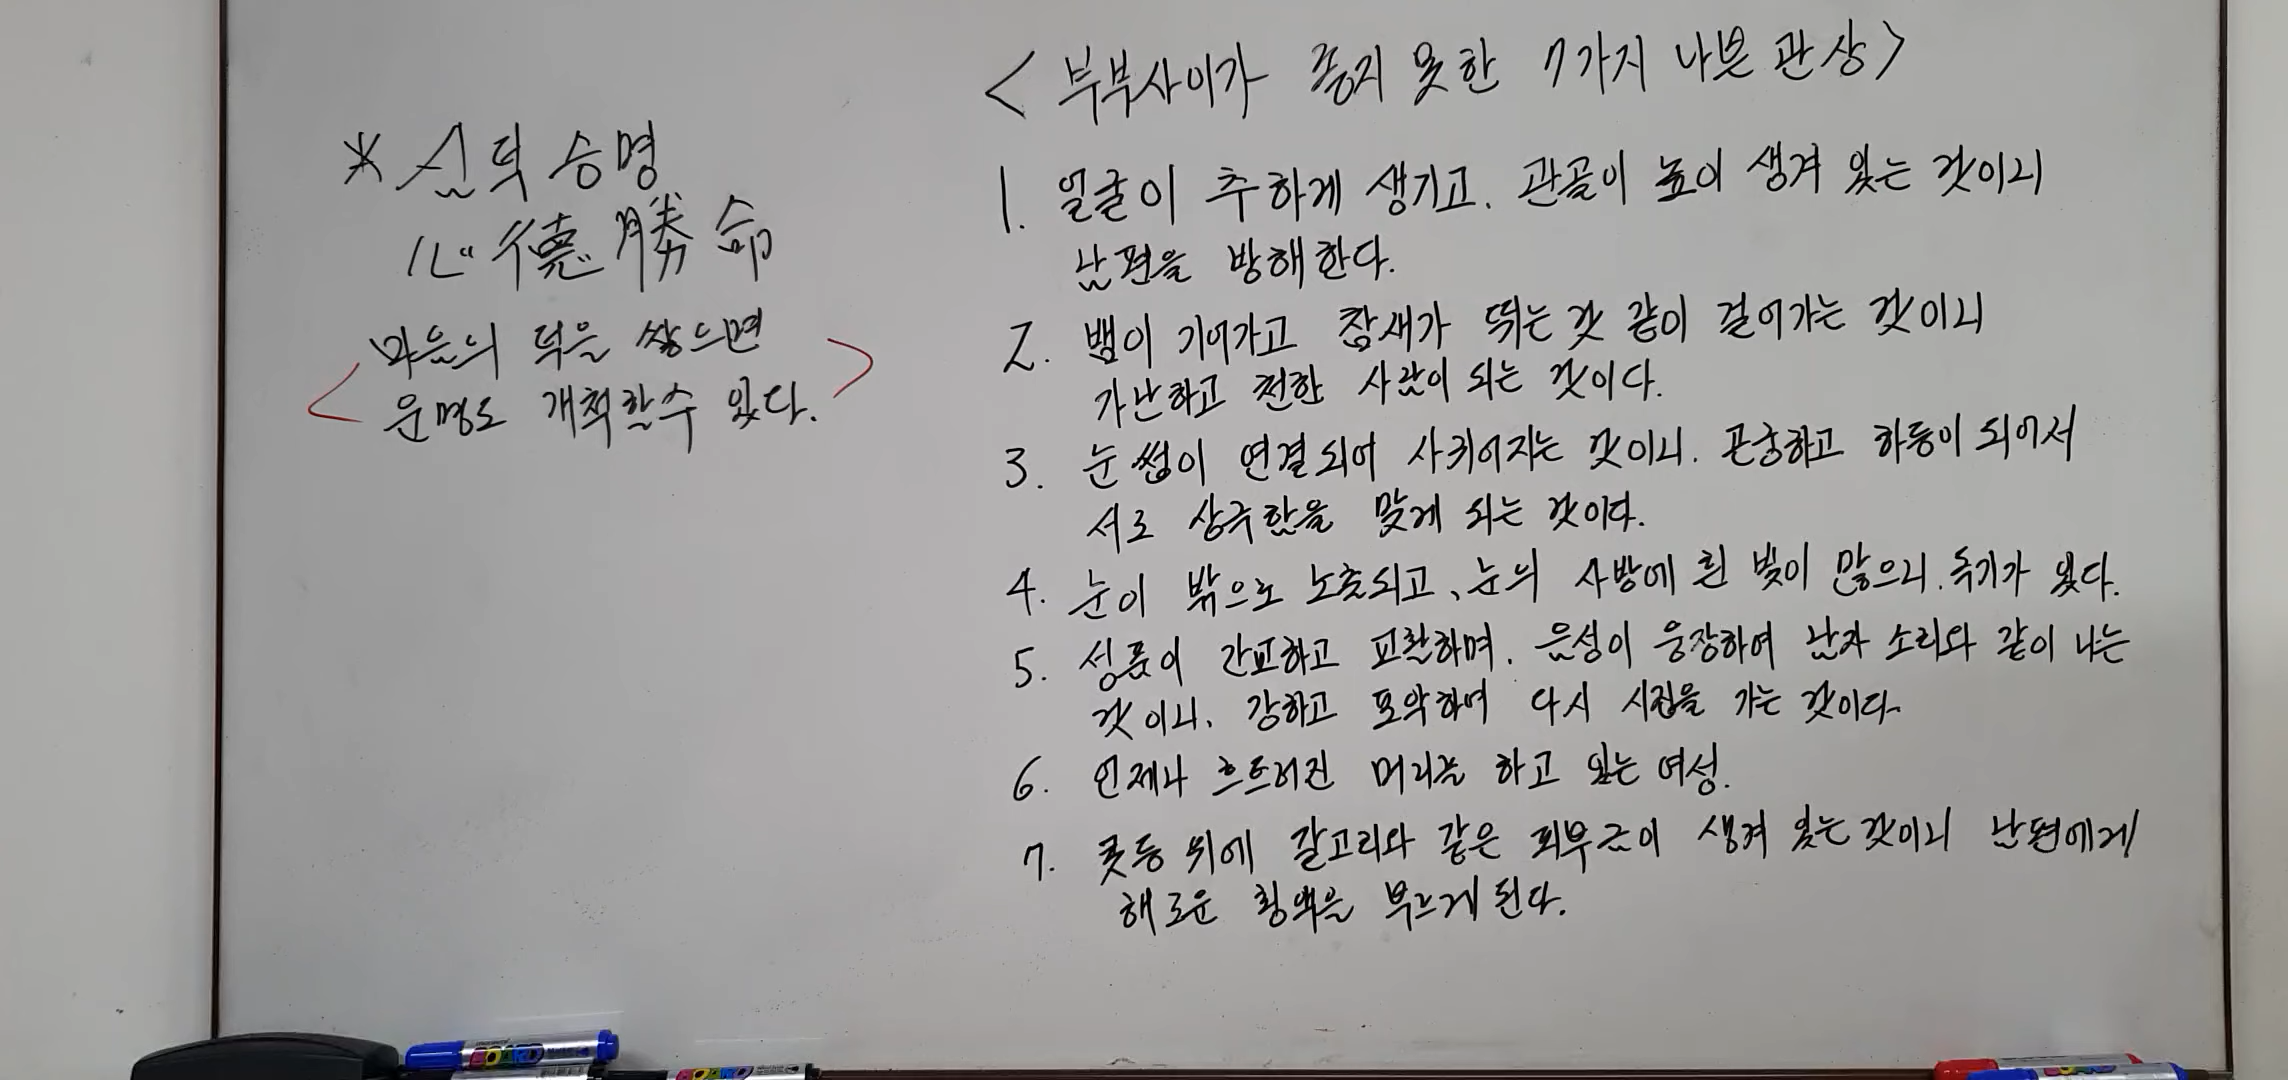 ※ 심덕승명
心德勝命
마음의 덕을 쌓으면
운명도 개척할수 있다.
<부부사이가 좋지 못한 7가지 나쁜 관상>
1. 얼굴이 추하게 생기고. 관골이 높이 생겨 있는 것이니
남편을 방해한다.
2. 뱀이 기어가고 참새가 뛰는것 같이 걸어가는 것이니
가난하고 천한 사람이 되는 것이다.
3. 눈썹이 연결되어 사귀어지는 것이니. 곤궁하고 하등이 되어서
서로 상극함을 맞게 되는 것이다.
4. 눈이 밖으로 노출되고, 눈의 사방에 흰 빛이 많으니. 독기가 있다.
5. 성품이 간교하고 교활하며. 음성이 웅장하여 남자 소리와 같이 나는
것이니. 강하고 포악하여 다시 시집을 가는 것이다.
6. 언제나 흐트러진 머리를 하고 있는 여성.
7. 콧등 위에 갈고리와 같은 피부금이 생겨 있는것이니 남편에게
해로운 횡액을 부르게된다.
BOARD
BOARD